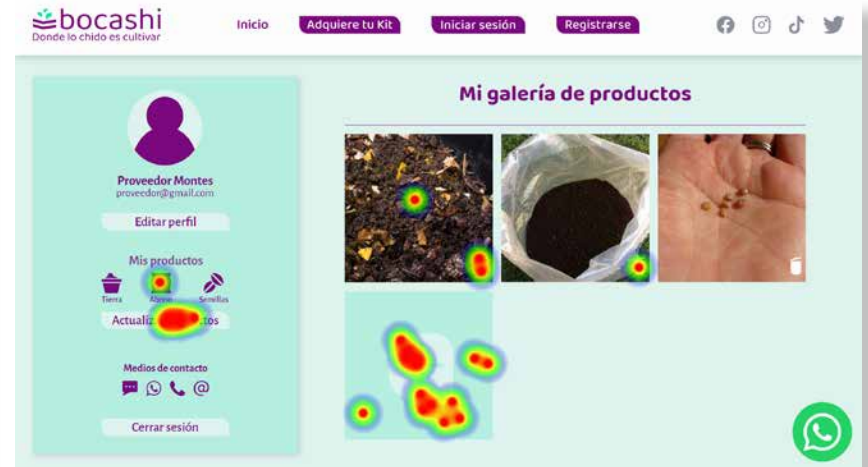 bocashi
Donde lo chido es cultivar
Inicio
Adquiere tu Kit
Iniciar sesión
Registrarse
Mi galería de productos
Proveedor Montes
proveedor@gmail.com
Editar perfil
Mis productos
Tierra
Semillas
Medios de contacto
Cerrar sesión